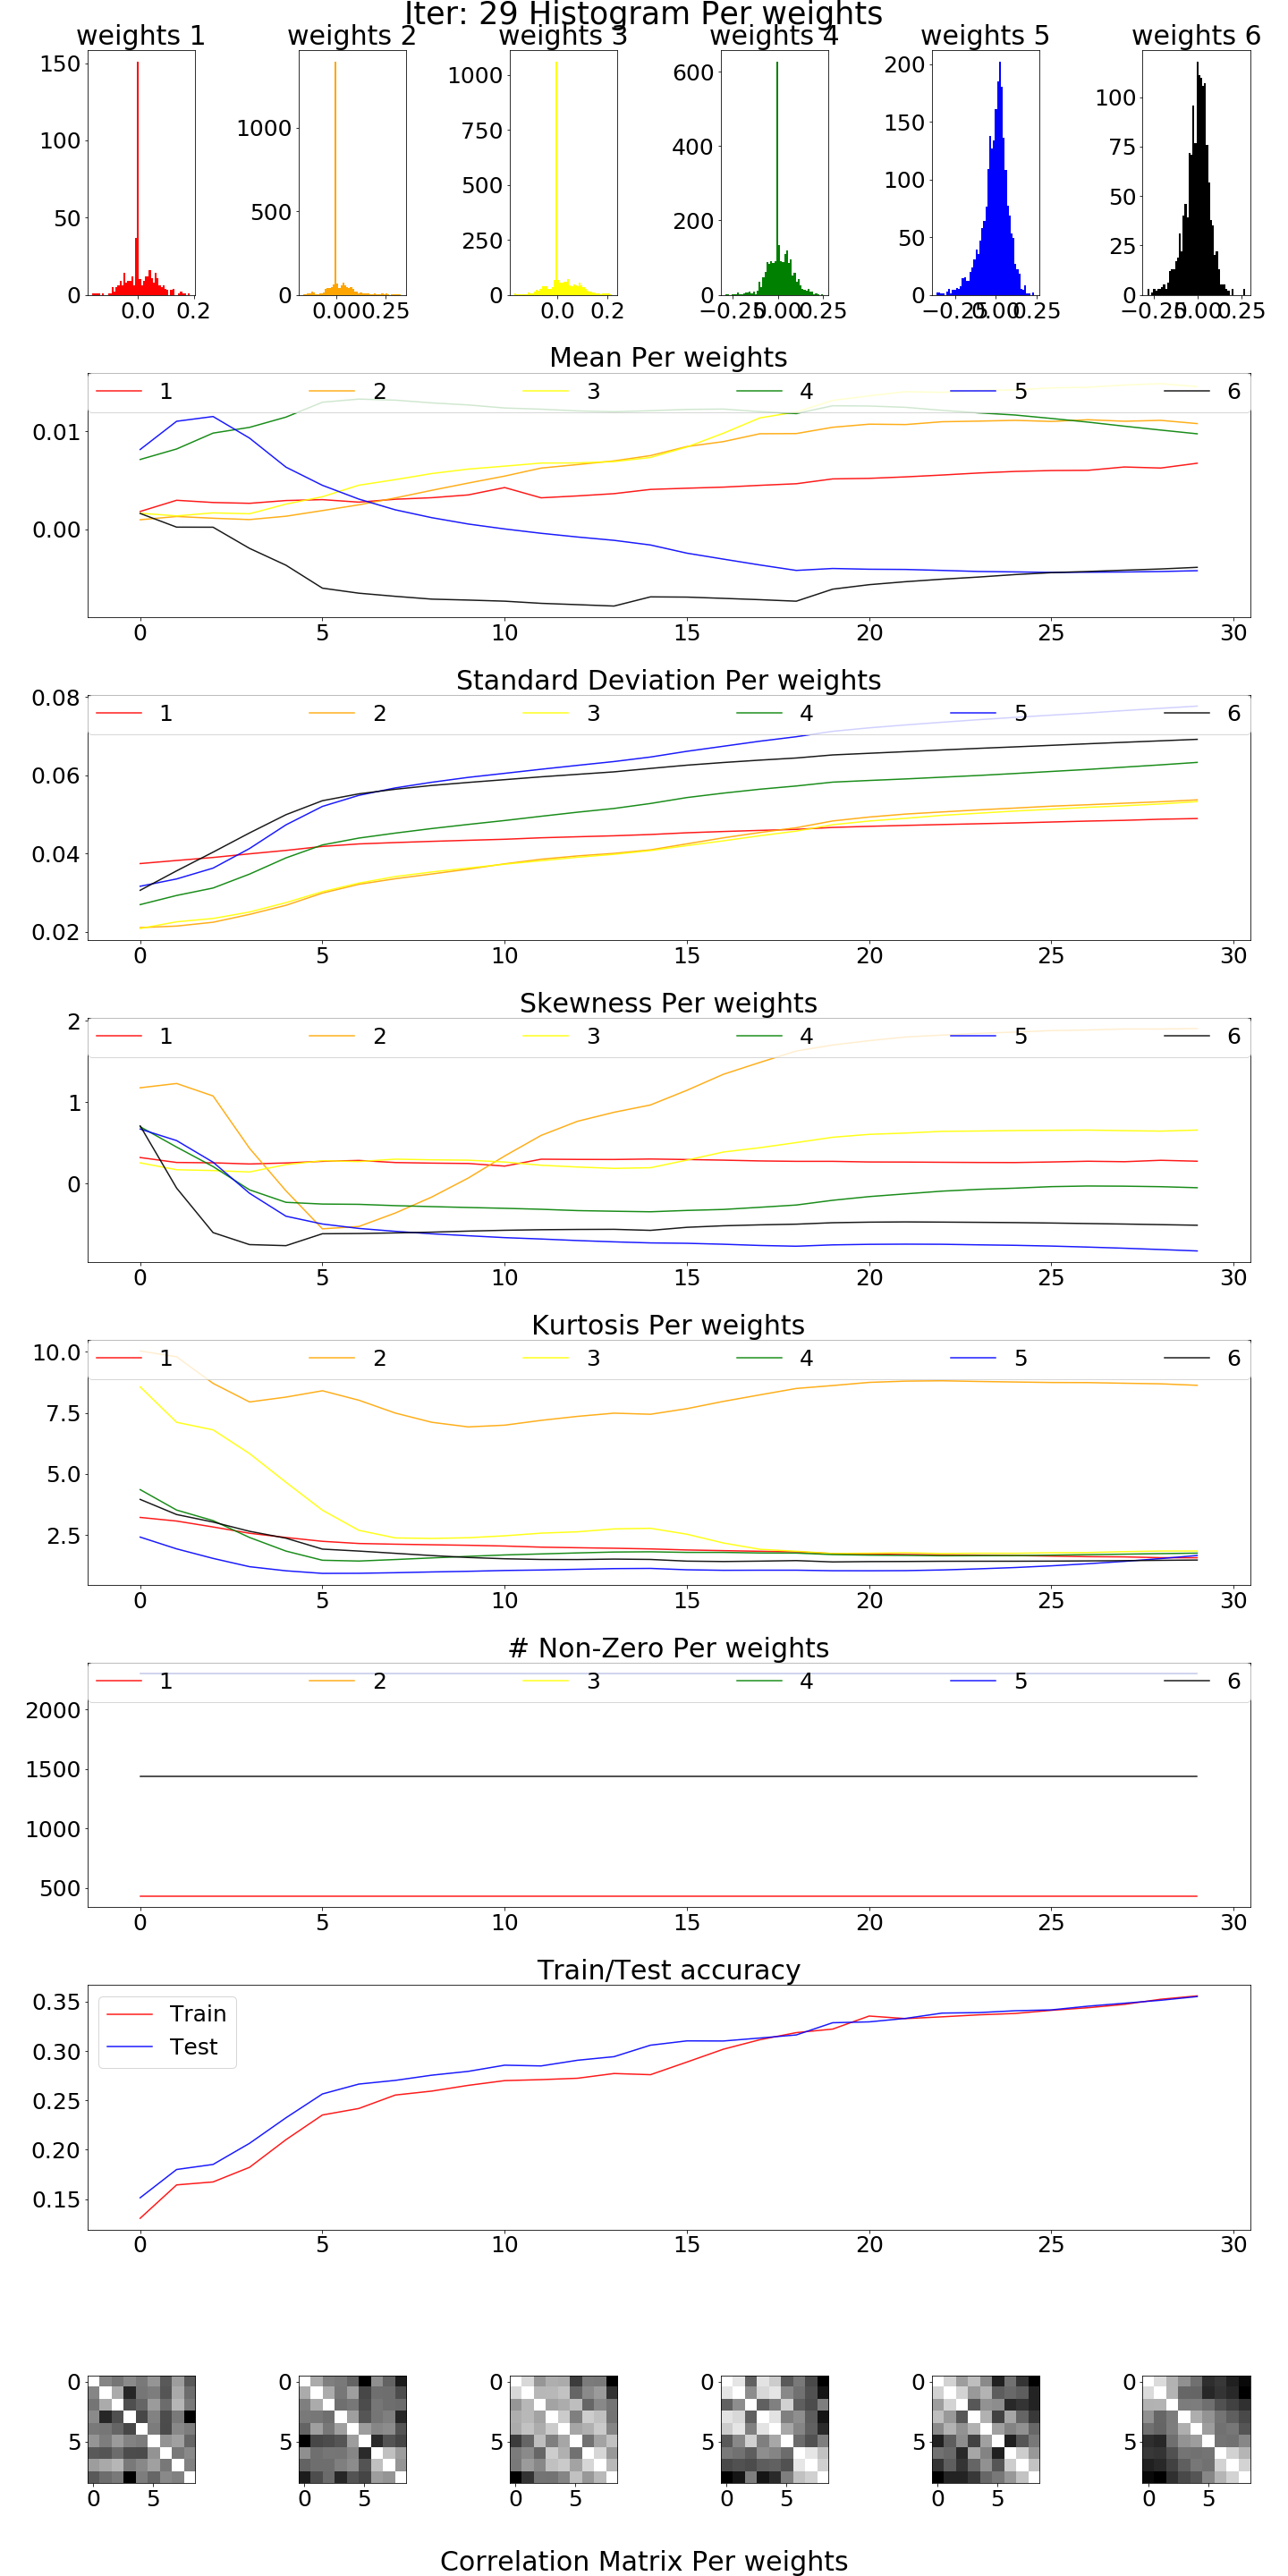 Iter: 29 Histogram Per weights
weights 1 weights 2 weights 3 weights 4 weights 5 weights 6
150 100 50 0 0.0 0.2
1000 500 0 0.00 0.25
1000 750 500 250 0 0.0 0.2
600 400 200 0 −0.25 0.00 0.25
200 150 100 50 0 −0.25 0.00 0.25
100 75 50 25 0 −0.25 0.00 0.25
Mean Per weights
1 2 3 4 5 6
0.01
0.00
0 5 10 15 20 25 30
Standard Deviation Per weights
0.08
1 2 3 4 5 6
0.06
0.04
0.02
0 5 10 15 20 25 30
Skewness Per weights
2
1 2 3 4 5 6
1
0
0 5 10 15 20 25 30
Kurtosis Per weights
10.0
1 2 3 4 5 6
7.5
5.0
2.5
0 5 10 15 20 25 30
# Non-Zero Per weights
1 2 3 4 5 6
2000
1500
1000
500
0 5 10 15 20 25 30
Train/Test accuracy
0.35
Train
Test
0.30
0.25
0.20
0.15
0 5 10 15 20 25 30
0 0 0 0 0 0
5 5 5 5 5 5
0 5 0 5 0 5 0 5 0 5 0 5
Correlation Matrix Per weights